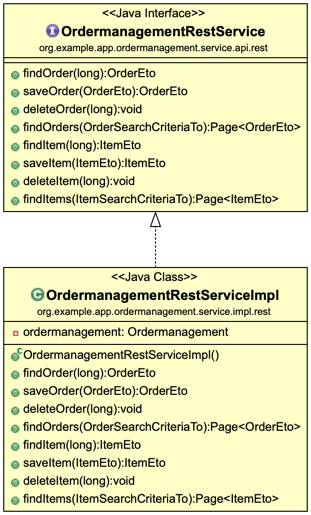 <<Java Interface>>
I OrdermanagementRestService
org.example.app.ordermanagement.service.api.rest
findOrder(long):OrderEto
saveOrder(OrderEto):OrderEto
deleteOrder(long):void
findOrders(OrderSearchCriteriaTo):Page<OrderEto>
findItem(long):ItemEto
saveItem(ItemEto):ItemEto
deleteItem(long):void
findItems(ItemSearchCriteriaTo):Page<ItemEto>
<<Java Class>>
C OrdermanagementRestServiceImpl
org.example.app.ordermanagement.service.impl.rest
ordermanagement: Ordermanagement
C OrdermanagementRestServiceImpl()
findOrder(long):OrderEto
saveOrder(OrderEto):OrderEto
deleteOrder(long):void
findOrders(OrderSearchCriteriaTo):Page<OrderEto>
findItem(long):ItemEto
saveItem(ItemEto):ItemEto
deleteItem(long):void
findItems(ItemSearchCriteriaTo):Page<ItemEto>